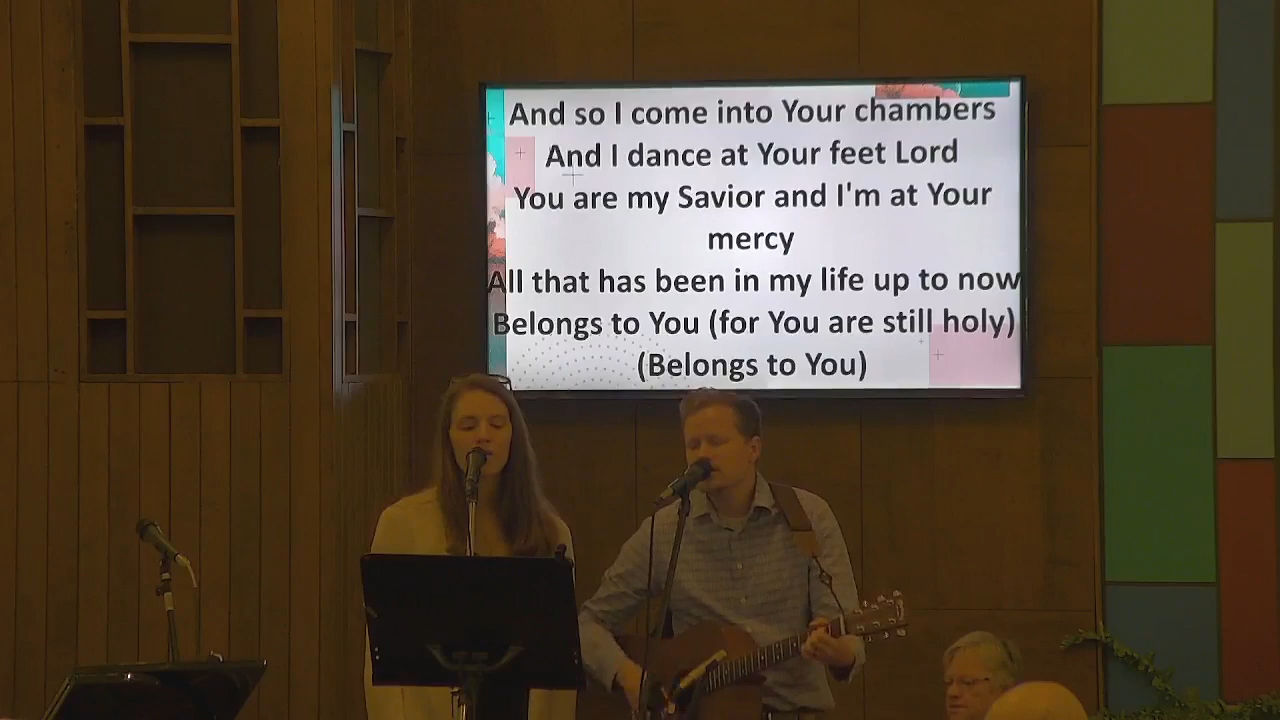 And so I come into Your chambers
And I dance at Your feet Lord
You are my Savior and I'm at Your
mercy
All that has been in my life up to now
Belongs to You (for You are still holy)
(Belongs to You)